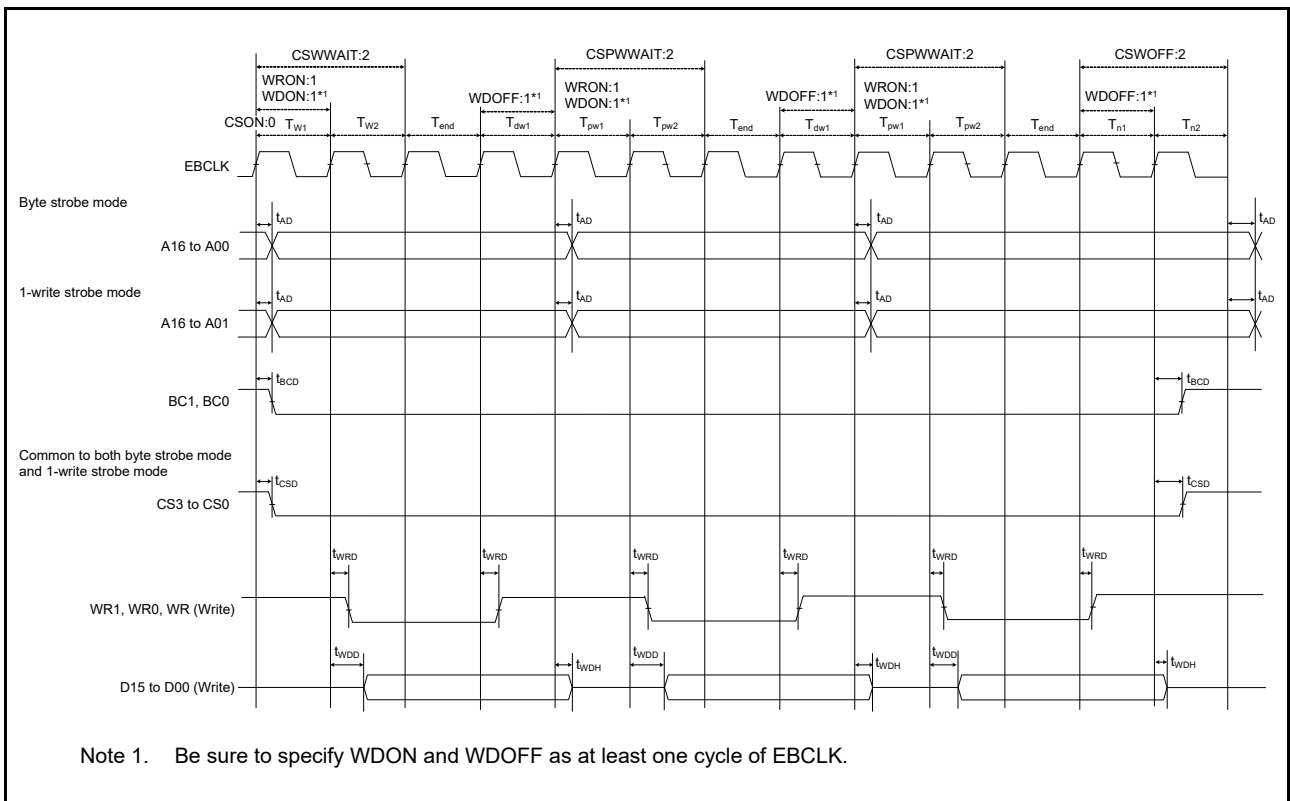 CSWWAIT:2 CSPWWAIT:2 CSPWWAIT:2 CSWOFF:2
WRON:1 WRON:1 WRON:1
WDON:1*1 WDOFF:1*1 WDON:1*1 WDOFF:1*1 WDON:1*1 WDOFF:1*1
CSON:0 TW1 TW2 Tend Tdw1 Tpw1 Tpw2 Tend Tdw1 Tpw1 Tpw2 Tend Tn1 Tn2
EBCLK
Byte strobe mode
tAD tAD tAD tAD
A16 to A00
1-write strobe mode
tAD tAD tAD tAD
A16 to A01
tBCD tBCD
BC1, BC0
Common to both byte strobe mode
and 1-write strobe mode
tCSD tCSD
CS3 to CS0
tWRD tWRD tWRD tWRD tWRD tWRD
WR1, WR0, WR (Write)
tWDD tWDH tWDD tWDH tWDD tWDH
D15 to D00 (Write)
Note 1. Be sure to specify WDON and WDOFF as at least one cycle of EBCLK.